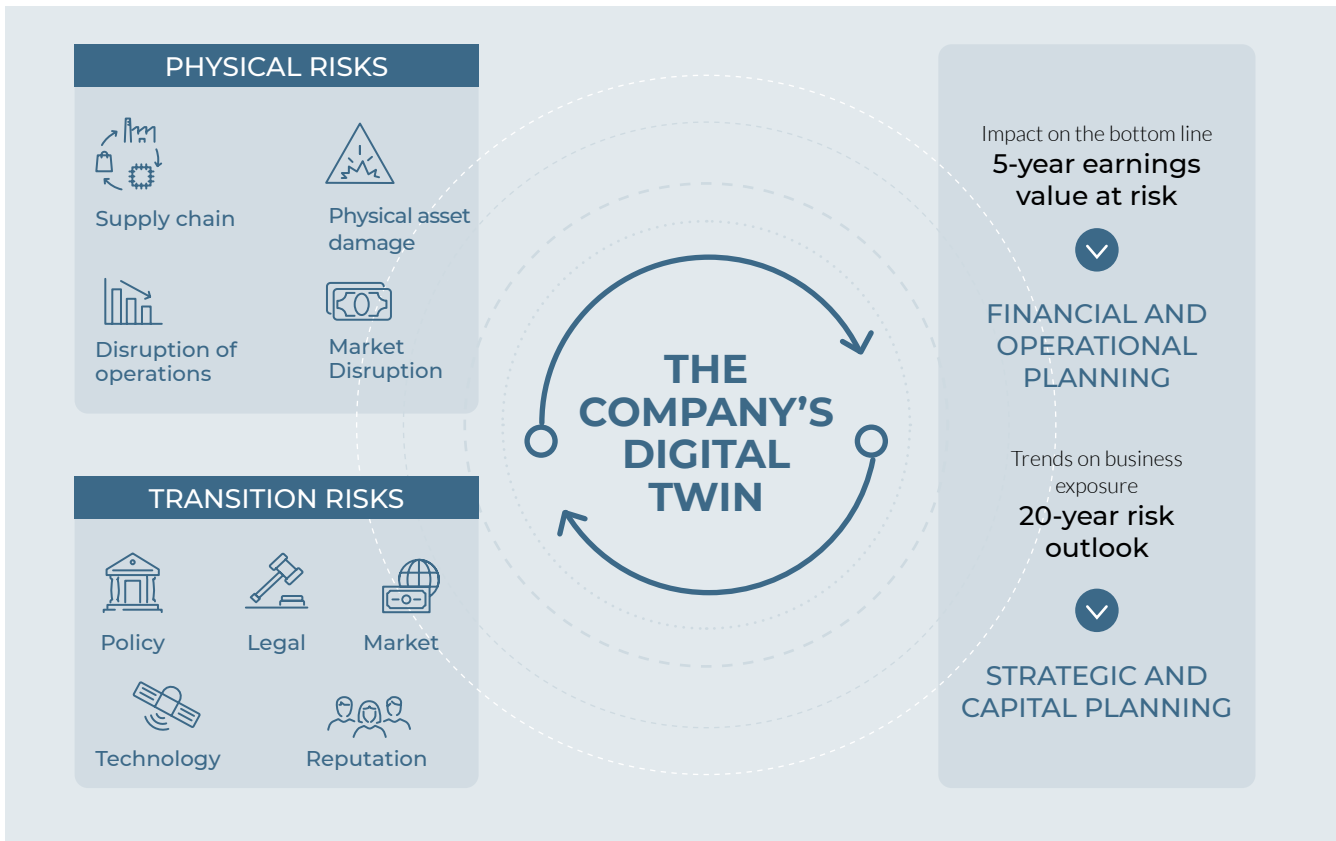 PHYSICAL RISKS
Supply chain
Physical asset
damage
Disruption of
operations
Market
Disruption
TRANSITION RISKS
Policy
Legal
Market
Technology
Reputation
THE
COMPANY’S
DIGITAL
TWIN
Impact on the bottom line
5-year earnings
value at risk
FINANCIAL AND
OPERATIONAL
PLANNING
Trends on business
exposure
20-year risk
outlook
STRATEGIC AND
CAPITAL PLANNING